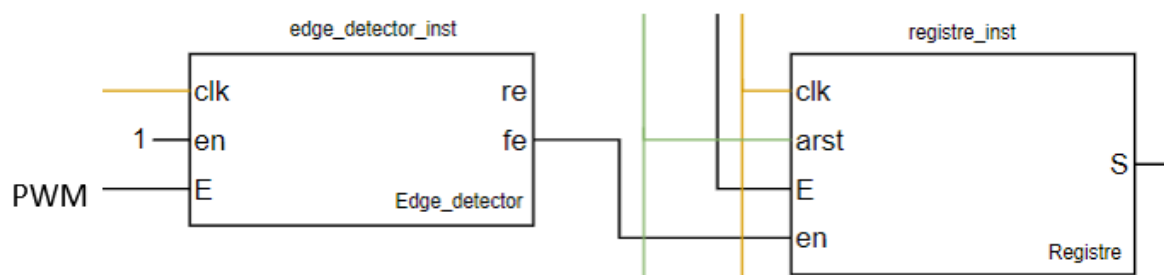 edge_detector_inst
clk
re
1
en
fe
PWM
E
Edge_detector
registre_inst
clk
arst
S
E
en
Registre